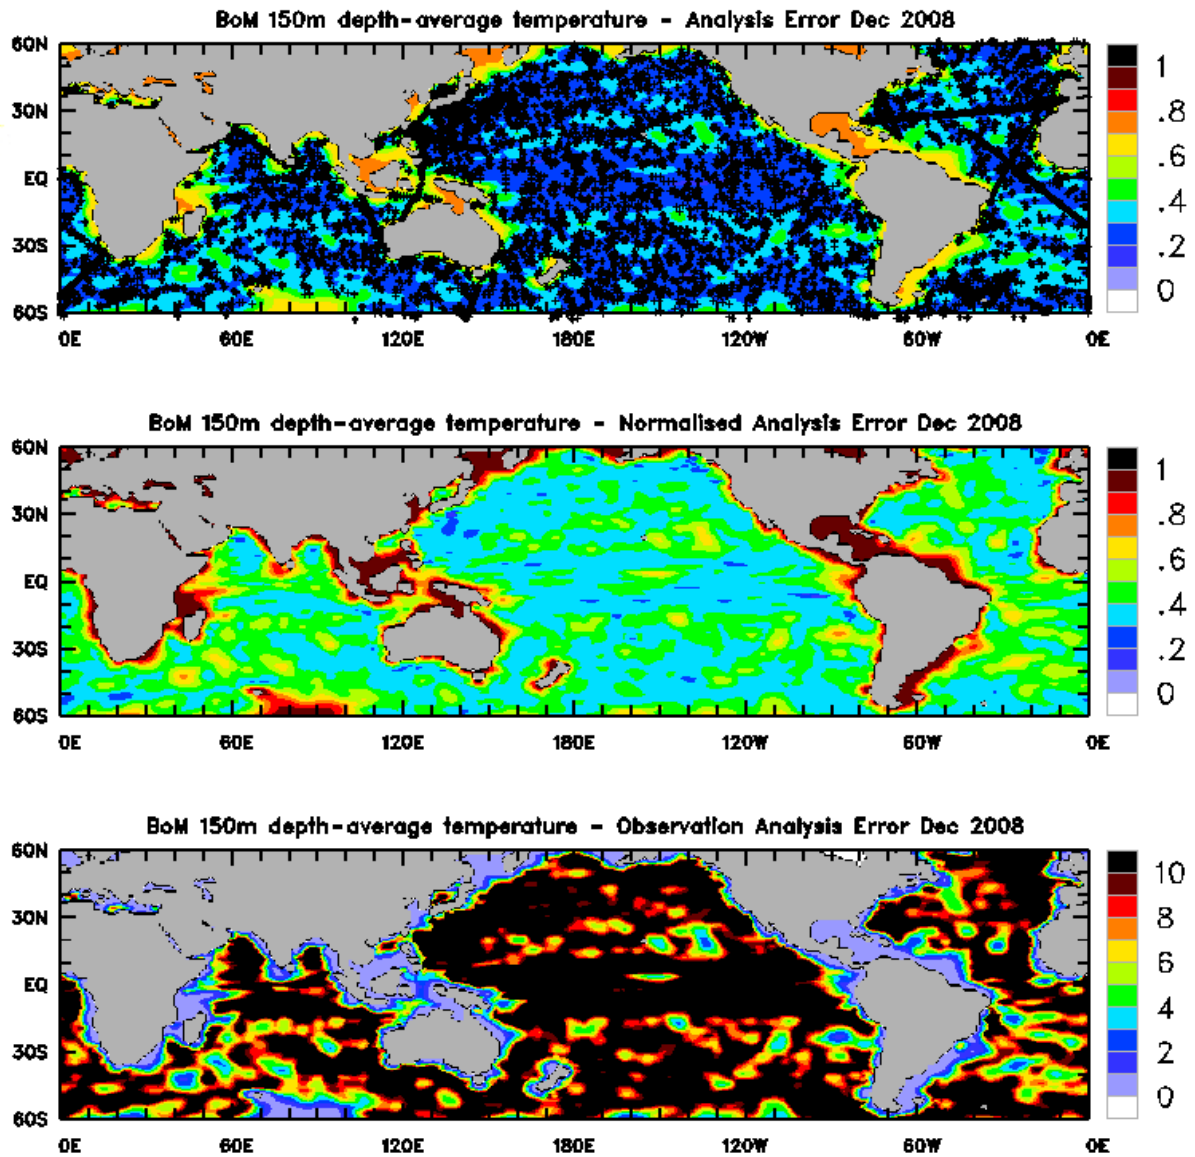 BoM 150m depth-average temperature - Analysis Error Dec 2008
60N
30N
EQ
30S
60S
0E 60E 120E 180E 120W 60W 0E
1
.8
.6
.4
.2
0
BoM 150m depth-average temperature - Normalised Analysis Error Dec 2008
60N
30N
EQ
30S
60S
0E 60E 120E 180E 120W 60W 0E
1
.8
.6
.4
.2
0
BoM 150m depth-average temperature - Observation Analysis Error Dec 2008
60N
30N
EQ
30S
60S
0E 60E 120E 180E 120W 60W 0E
10
8
6
4
2
0